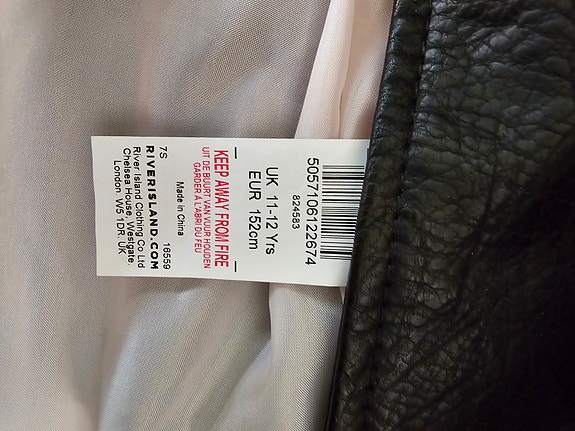 5057106122674
824583
UK 11-12 Yrs
EUR 152cm
KEEP AWAY FROM FIRE
UIT DE BUURT VAN VUUR HOUDEN
GARDER À L'ABRI DU FEU
Made in China
7S 16559
RIVERISLAND.COM
River Island Clothing Co Ltd
Chelsea House, Westgate.
London. W5 1DR. UK